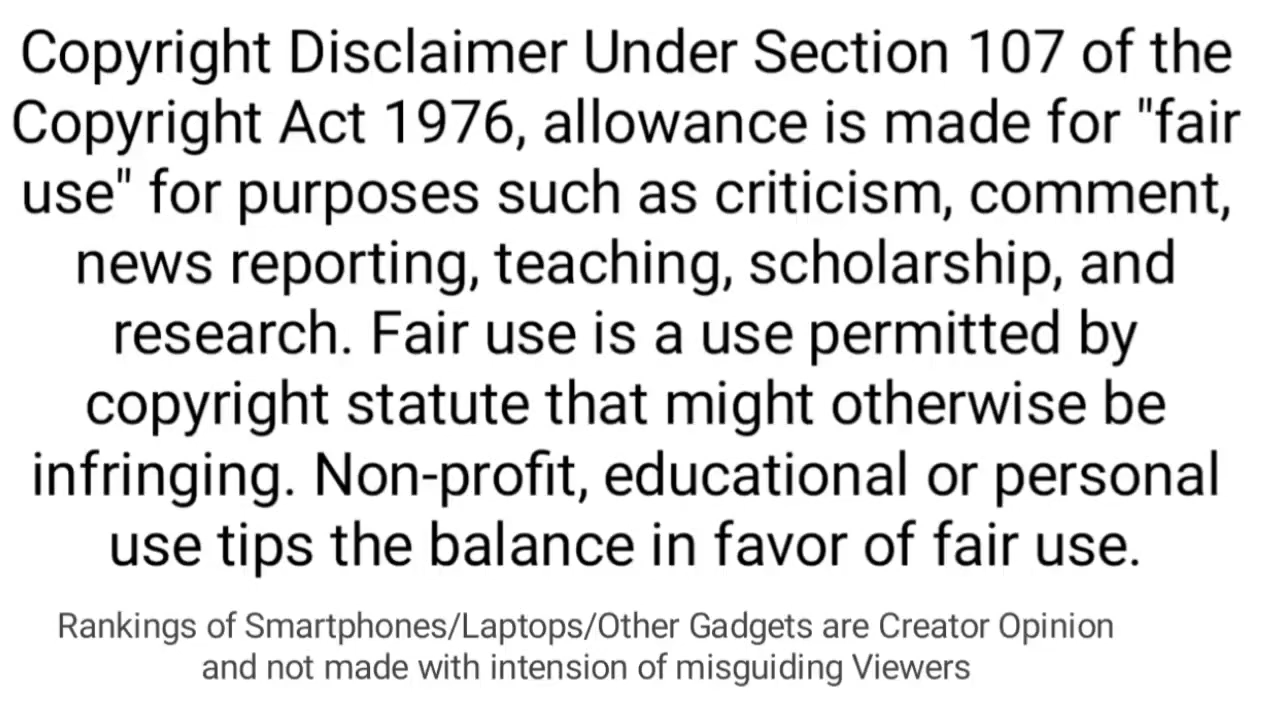 Copyright Disclaimer Under Section 107 of the
Copyright Act 1976, allowance is made for "fair
use" for purposes such as criticism, comment,
news reporting, teaching, scholarship, and
research. Fair use is a use permitted by
copyright statute that might otherwise be
infringing. Non-profit, educational or personal
use tips the balance in favor of fair use.
Rankings of Smartphones/Laptops/Other Gadgets are Creator Opinion
and not made with intension of misguiding Viewers